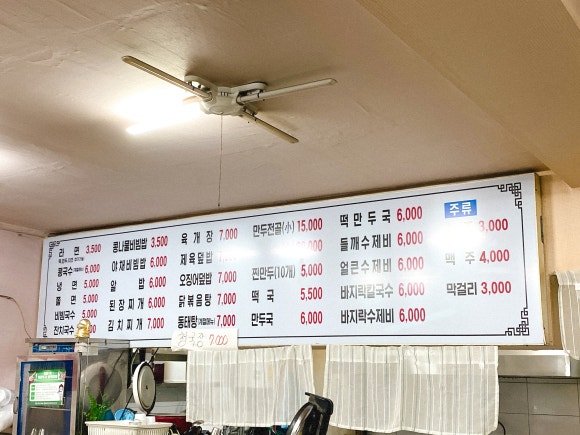 라 면 3,500
콩국수 6,000
냉 면 5,000
쫄 면 5,000
비빔국수 5,000
잔치국수 5,000
콩나물비빔밥 3,500
야채비빔밥 6,000
알 밥 6,000
된장찌개 6,000
김치찌개 7,000
육 개 장 7,000
제육덮밥
오징어덮밥 7,000
닭볶음탕 7,000
동태탕 7,000
만두전골(小) 15,000
찐만두(10개) 5,000
떡 국 5,500
만둣국 6,000
떡만두국 6,000
들깨수제비 6,000
얼큰수제비 6,000
바지락칼국수 6,000
바지락수제비 6,000
주류
3,000
맥 주 4,000
막걸리 3,000
7,000